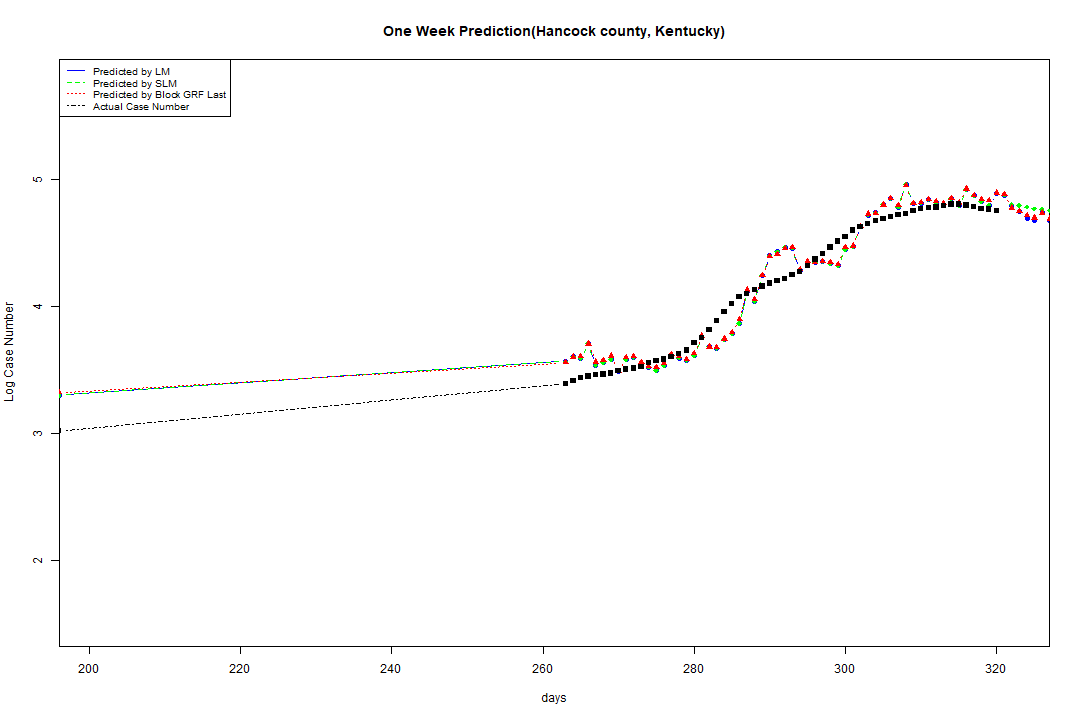 One Week Prediction(Hancock county, Kentucky)
Predicted by LM
Predicted by SLM
Predicted by Block GRF Last
Actual Case Number
5
4
3
2
Log Case Number
200 220 240 260 280 300 320
days